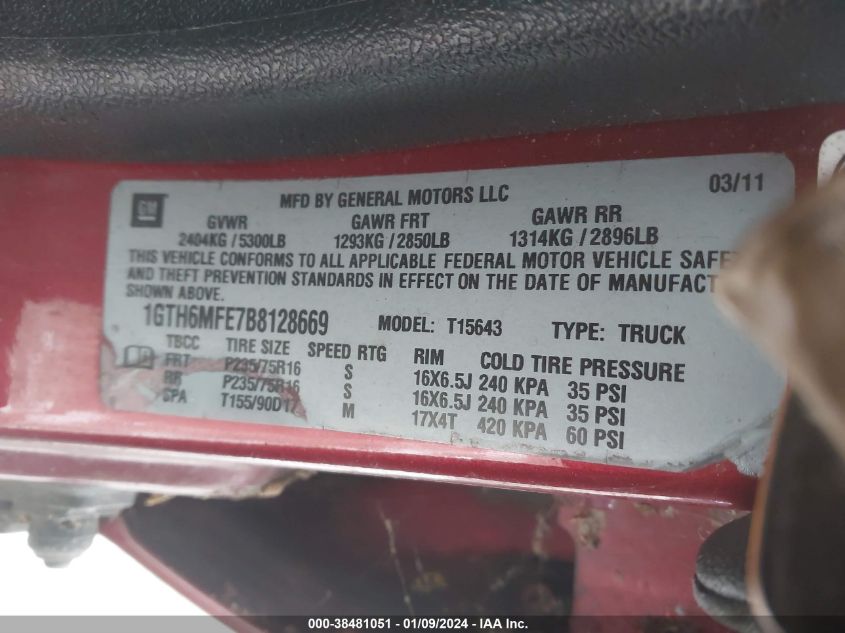 GM
MFD BY GENERAL MOTORS LLC 03/11
GVWR GAWR FRT GAWR RR
2404KG / 5300LB 1293KG / 2850LB 1314KG / 2896LB
THIS VEHICLE CONFORMS TO ALL APPLICABLE FEDERAL MOTOR VEHICLE
AND THEFT PREVENTION STANDARDS IN EFFECT ON THE DATE OF
SHOWN ABOVE.
1GTH6MFE7B8128669 MODEL: T15643 TYPE: TRUCK
TBCC TIRE SIZE SPEED RTG RIM COLD TIRE PRESSURE
FRT P235/75R16 S 16X6.5J 240 KPA 35 PSI
RR P235/75R16 S 16X6.5J 240 KPA 35 PSI
SPA T155/90D17 M 17X4T 420 KPA 60 PSI
000-38481051 - 01/09/2024 - IAA Inc.